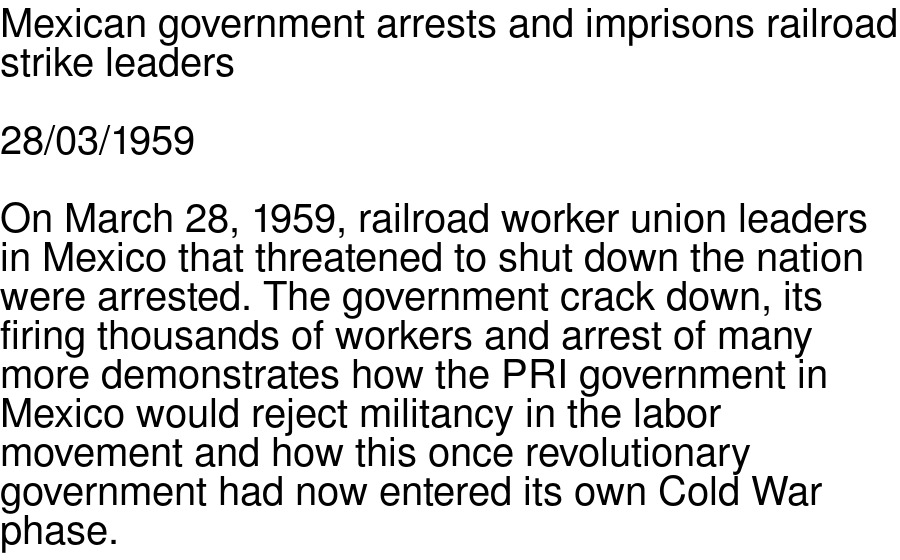 Mexican government arrests and imprisons railroad
strike leaders
28/03/1959
On March 28, 1959, railroad worker union leaders
in Mexico that threatened to shut down the nation
were arrested. The government crack down, its
firing thousands of workers and arrest of many
more demonstrates how the PRI government in
Mexico would reject militancy in the labor
movement and how this once revolutionary
government had now entered its own Cold War
phase.